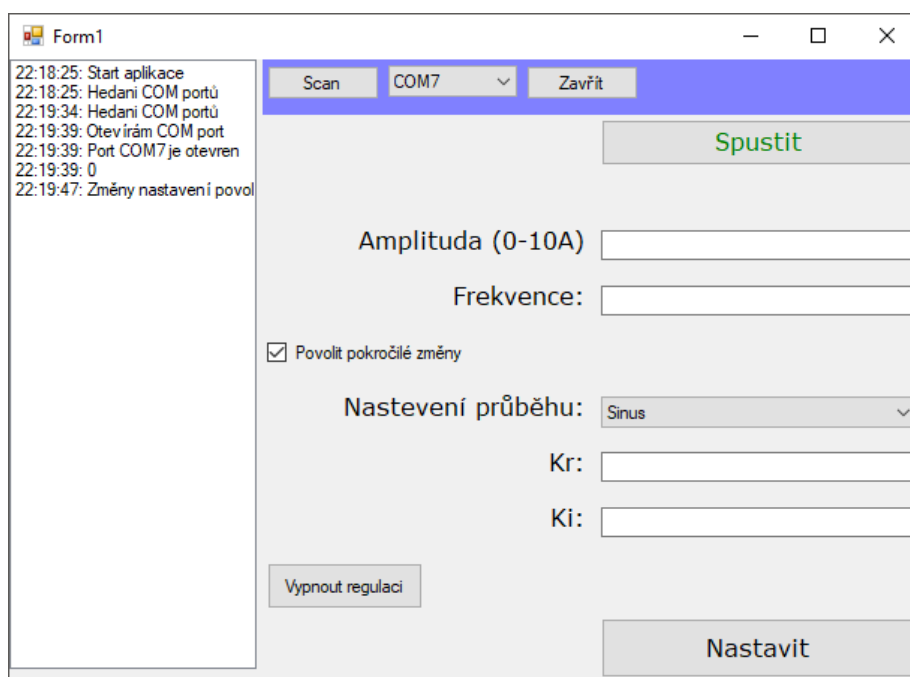 Form1
22:18:25: Start aplikace
22:18:25: Hedani COM portů
22:19:34: Hedani COM portů
22:19:39: Otevírám COM port
22:19:39: Port COM7 je otevren
22:19:39: 0
22:19:47: Změny nastavení povol
Scan
COM7
Zavřít
Spustit
Amplituda (0-10A)
Frekvence:
Povolit pokročilé změny
Nastevení průběhu:
Sinus
Kr:
Ki:
Vypnout regulaci
Nastavit